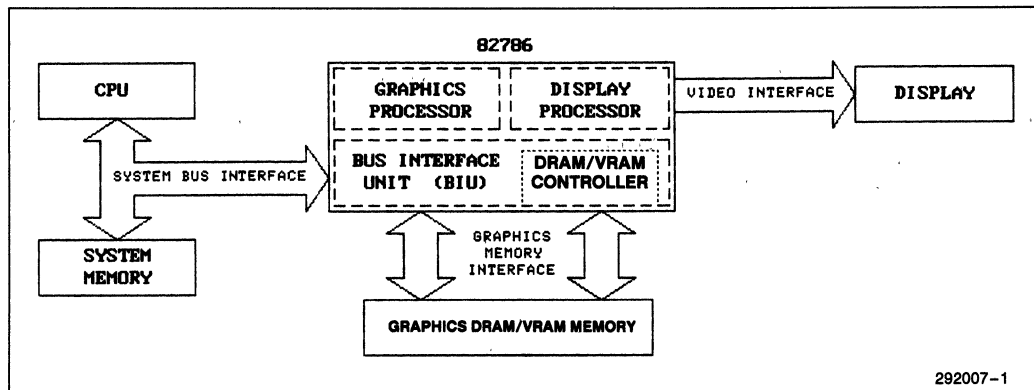 82786
CPU
GRAPHICS
PROCESSOR
DISPLAY
PROCESSOR
VIDEO INTERFACE
DISPLAY
SYSTEM BUS INTERFACE
BUS INTERFACE
UNIT (BIU)
DRAM/VRAM
CONTROLLER
SYSTEM
MEMORY
GRAPHICS
MEMORY
INTERFACE
GRAPHICS DRAM/VRAM MEMORY
292007-1